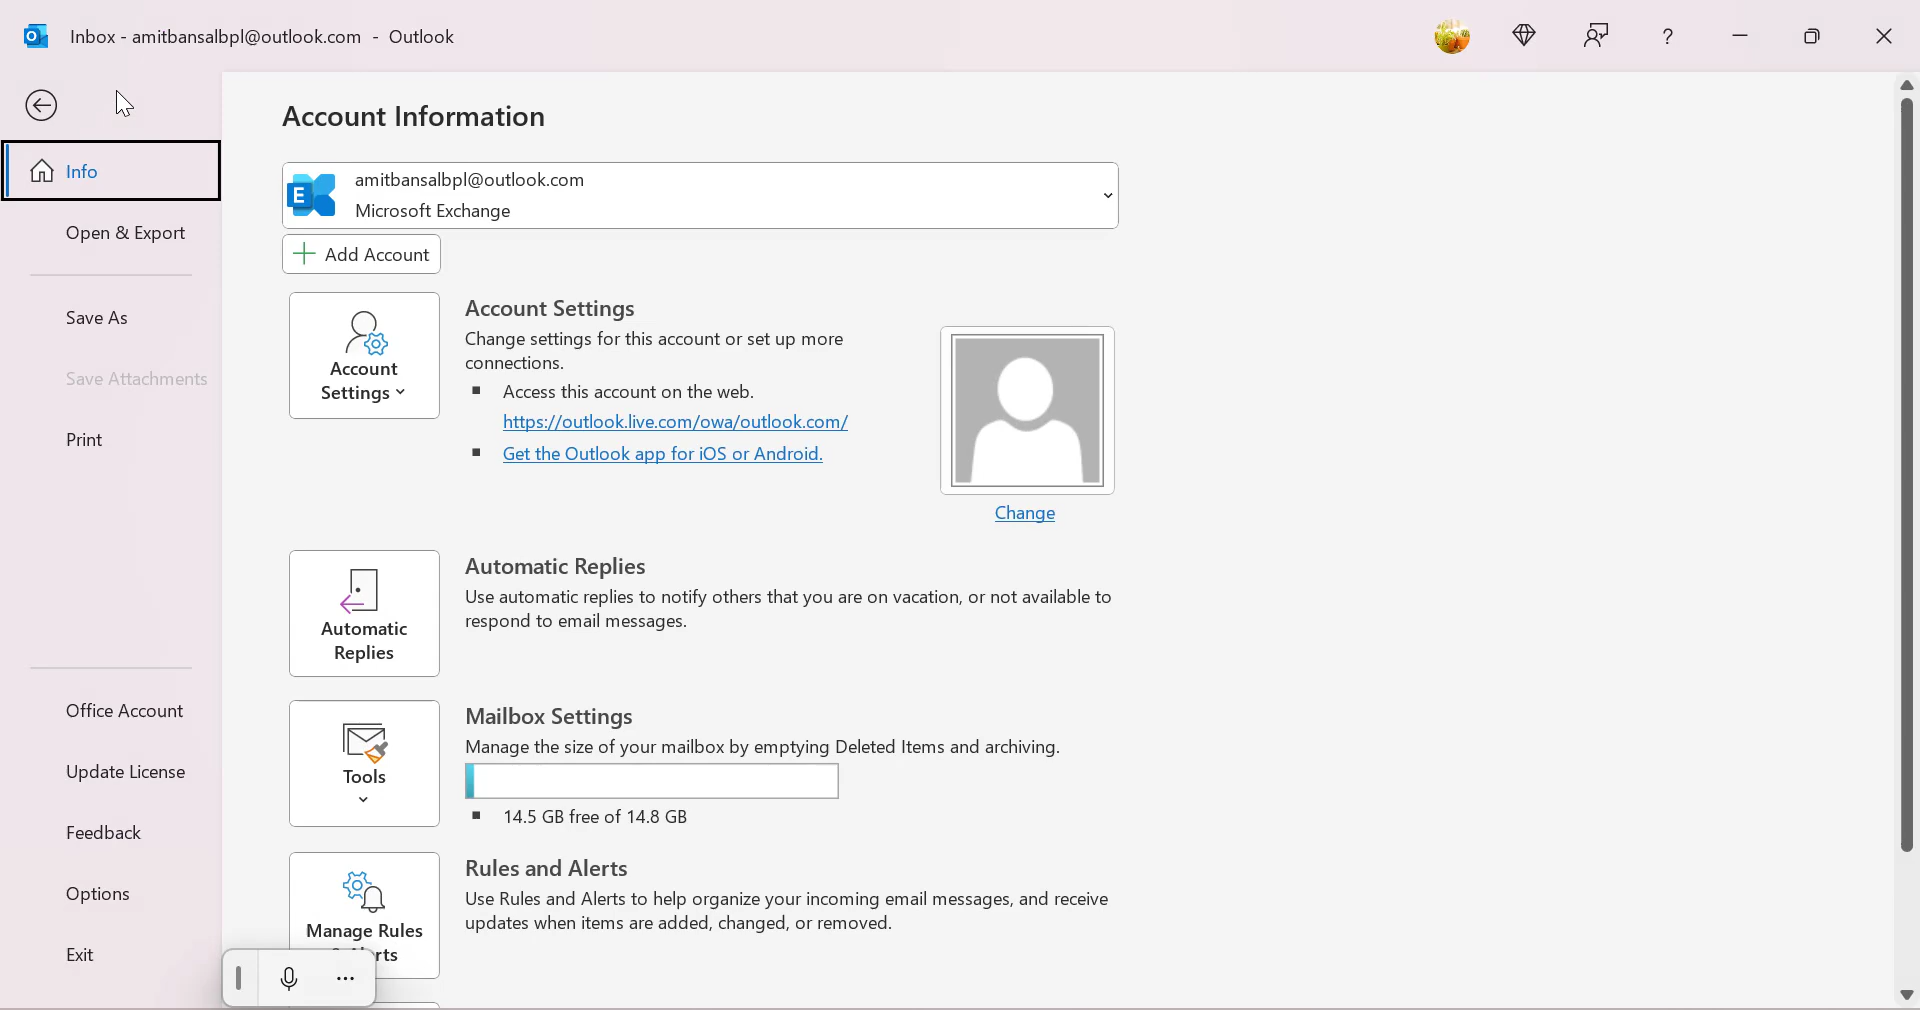 Inbox - amitbansalbpl@outlook.com - Outlook
Account Information
Info
Open & Export
Save As
Save Attachments
Print
Office Account
Update License
Feedback
Options
Exit
amitbansalbpl@outlook.com
Microsoft Exchange
Add Account
Account Settings
Account Settings
Change settings for this account or set up more
connections.
Access this account on the web.
https://outlook.live.com/owa/outlook.com/
Get the Outlook app for iOS or Android.
Change
Automatic
Replies
Automatic Replies
Use automatic replies to notify others that you are on vacation, or not available to
respond to email messages.
Tools
Mailbox Settings
Manage the size of your mailbox by emptying Deleted Items and archiving.
14.5 GB free of 14.8 GB
Manage Rules
Rules and Alerts
Use Rules and Alerts to help organize your incoming email messages, and receive
updates when items are added, changed, or removed.